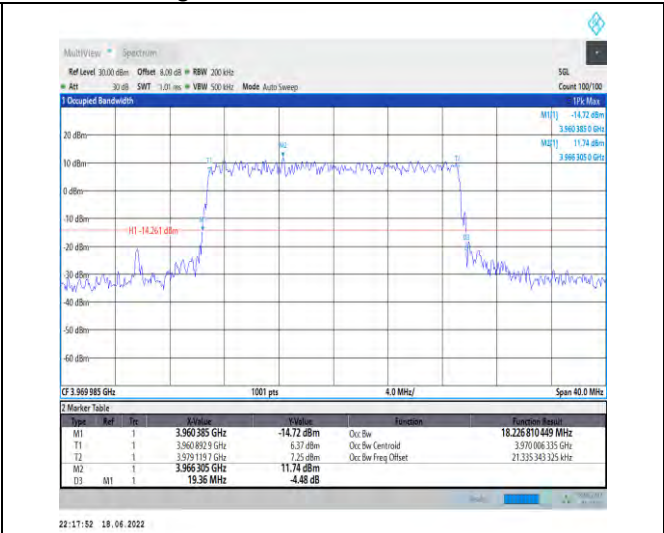 MultiView Spectrum
Ref Level 30.00 dBm Offset 8.09 dB RBW 200 kHz SGL
Att 30 dB SWT 1.01 ms VBW 500 kHz Mode Auto Sweep Count 100/100
1 Occupied Bandwidth 1Pk Max
M1[1] -14.72 dBm
3.960 385 0 GHz
20 dBm M2[1] 11.74 dBm
3.966 305 0 GHz
M2
T1 T2
10 dBm
0 dBm
-10 dBm
H1 -14.261 dBm
-20 dBm
-30 dBm
-40 dBm
-50 dBm
-60 dBm
CF 3.969 985 GHz 1001 pts 4.0 MHz/ Span 40.0 MHz
2 Marker Table
Type Ref Trc X-Value Y-Value Function Function Result
M1 1 3.960 385 GHz -14.72 dBm Occ Bw 18.226 810 449 MHz
T1 1 3.960 892 9 GHz 6.37 dBm Occ Bw Centroid 3.970 006 335 GHz
T2 1 3.979 119 7 GHz 7.25 dBm Occ Bw Freq Offset 21.335 343 325 kHz
M2 1 3.966 305 GHz 11.74 dBm
D3 M1 1 19.36 MHz -4.48 dB
22:17:52 18.06.2022